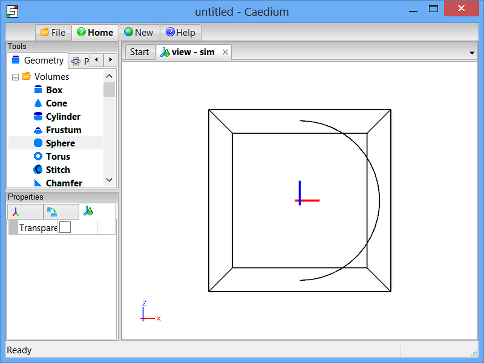 untitled - Caedium
File
Home
New
Help
Tools
Geometry
P
Volumes
Box
Cone
Cylinder
Frustum
Sphere
Torus
Stitch
Chamfer
Properties
Transpare
Start
view - sim
Z
X
Ready